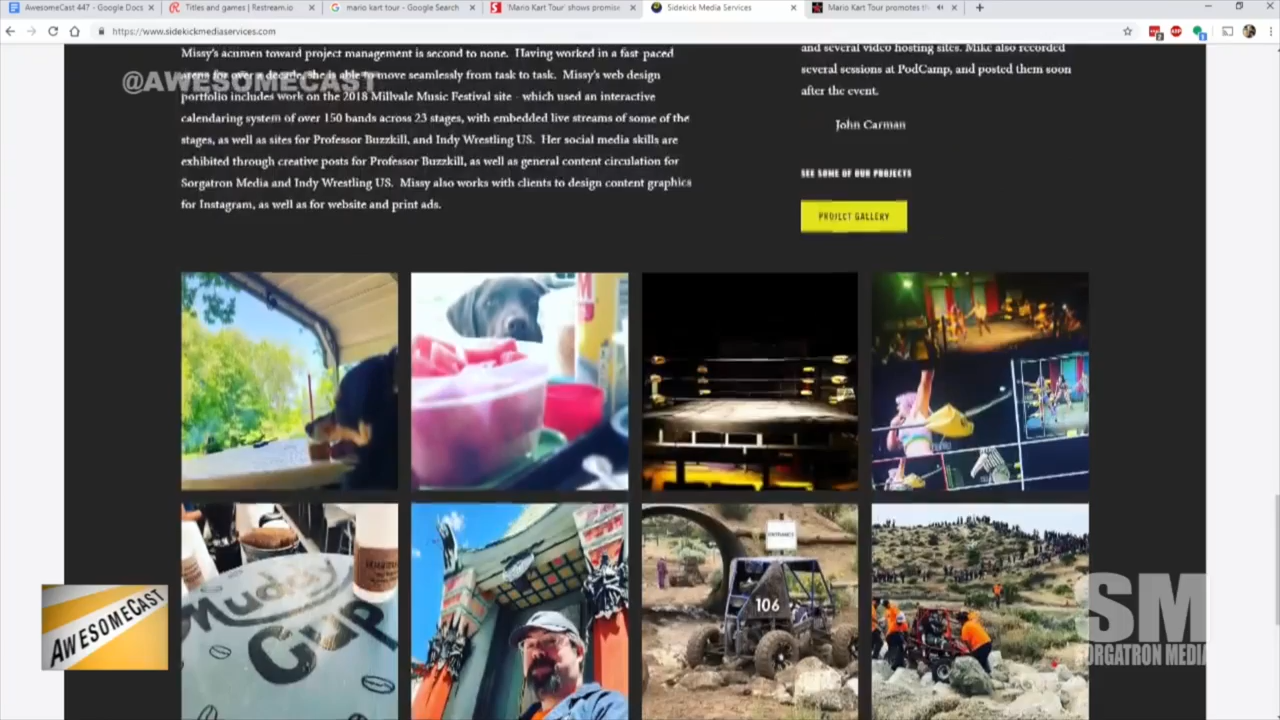 AwesomeCast 447 - Google Docs
Titles and games | Restream.io
mario kart tour - Google Search
'Mario Kart Tour' shows promise
Sidekick Media Services
Mario Kart Tour promotes th
https://www.sidekickmediaservices.com
Missy's acumen toward project management is second to none. Having worked in a fast paced
arena for over a decade, she is able to move seamlessly from task to task. Missy's web design
portfolio includes work on the 2018 Millvale Music Festival site - which used an interactive
calendaring system of over 150 bands across 23 stages, with embedded live streams of some of the
stages, as well as sites for Professor Buzzkill, and Indy Wrestling US. Her social media skills are
exhibited through creative posts for Professor Buzzkill, as well as general content circulation for
Sorgatron Media and Indy Wrestling US. Missy also works with clients to design content graphics
for Instagram, as well as for website and print ads.
@AWESOMECAST
and several video hosting sites. Mike also recorded
several sessions at PodCamp, and posted them soon
after the event.
John Carman
SEE SOME OF OUR PROJECTS
PROJECT GALLERY
Muddy
Cup
ENTRANCE
106
AWESOMECAST
SM
SORGATRON MEDIA